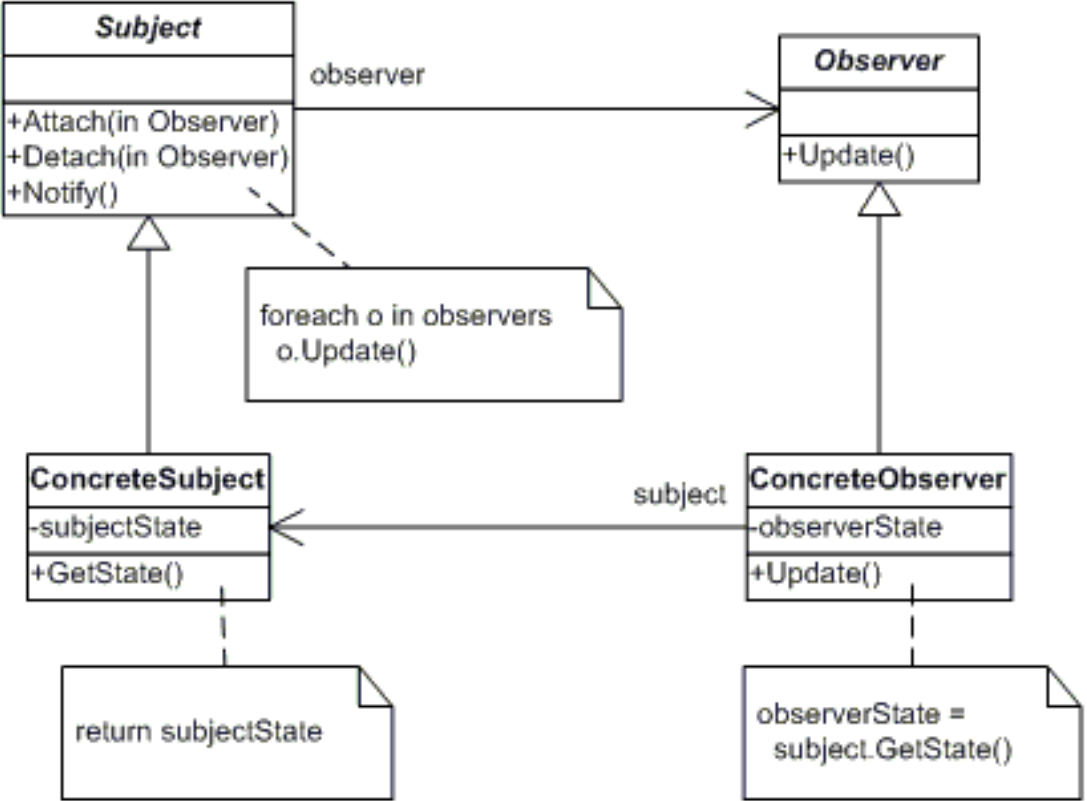 Subject
+Attach(in Observer)
+Detach(in Observer)
+Notify()
observer
Observer
+Update()
foreach o in observers
o.Update()
ConcreteSubject
-subjectState
+GetState()
subject
ConcreteObserver
-observerState
+Update()
return subjectState
observerState =
subject.GetState()